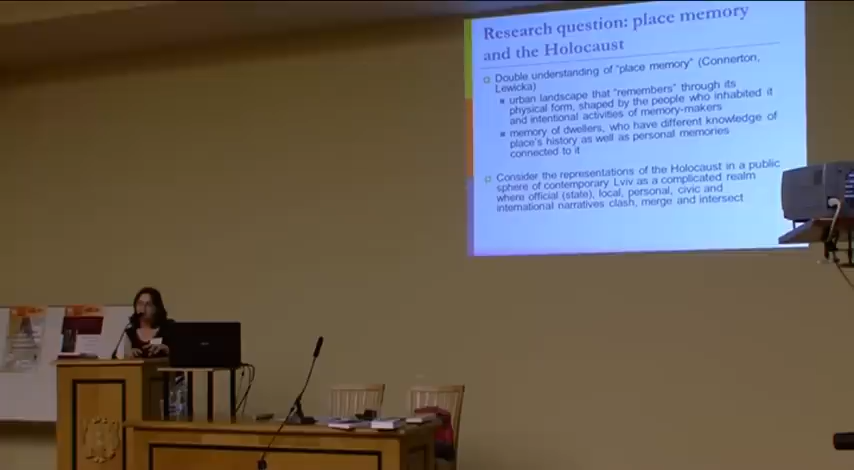 Research question: place memory
and the Holocaust
Double understanding of "place memory" (Connerton,
Lewicka)
urban landscape that "remembers" through its
physical form, shaped by the people who inhabited it
and intentional activities of memory-makers
memory of dwellers, who have different knowledge of
place's history as well as personal memories
connected to it
Consider the representations of the Holocaust in a public
sphere of contemporary Lviv as a complicated realm
where official (state), local, personal, civic and
international narratives clash, merge and intersect